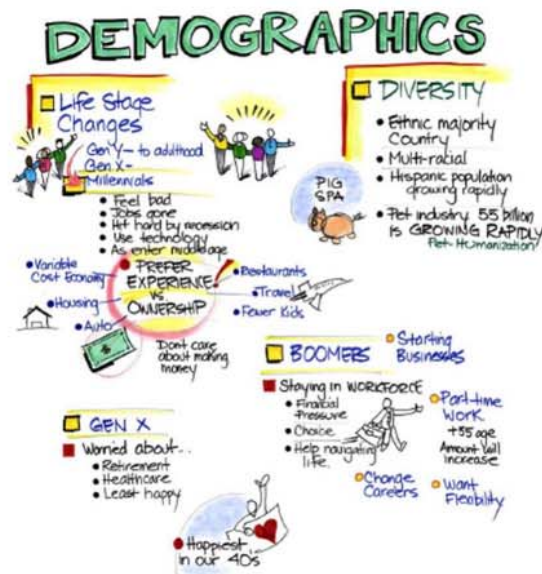 DEMOGRAPHICS
LIFE STAGE
Changes
Gen Y- to adulthood
Gen X-
Millennials
• Feel bad
• Jobs gone
• Hit hard by recession
• Use technology
• As enter middle age
• Variable
Cost Economy
• Housing
• Auto
PREFER
EXPERIENCE
VS.
OWNERSHIP
• Restaurants
• Travel
• Fewer Kids
$
Don't care
about making
money
DIVERSITY
• Ethnic majority
Country
• Multi-racial
• Hispanic population
growing rapidly
• Pet industry 55 billion
is GROWING RAPIDLY
Pet-Humanization
PIG
SPA
BOOMERS
Starting
Businesses
Staying in WORKFORCE
• Financial
Pressure
• Choice
• Help navigating
life.
Part-time
Work
+55 age
Amount will
increase
Change
Careers
Want
Flexibility
GEN X
Worried about...
• Retirement
• Healthcare
• Least happy
Happiest
in our 40's